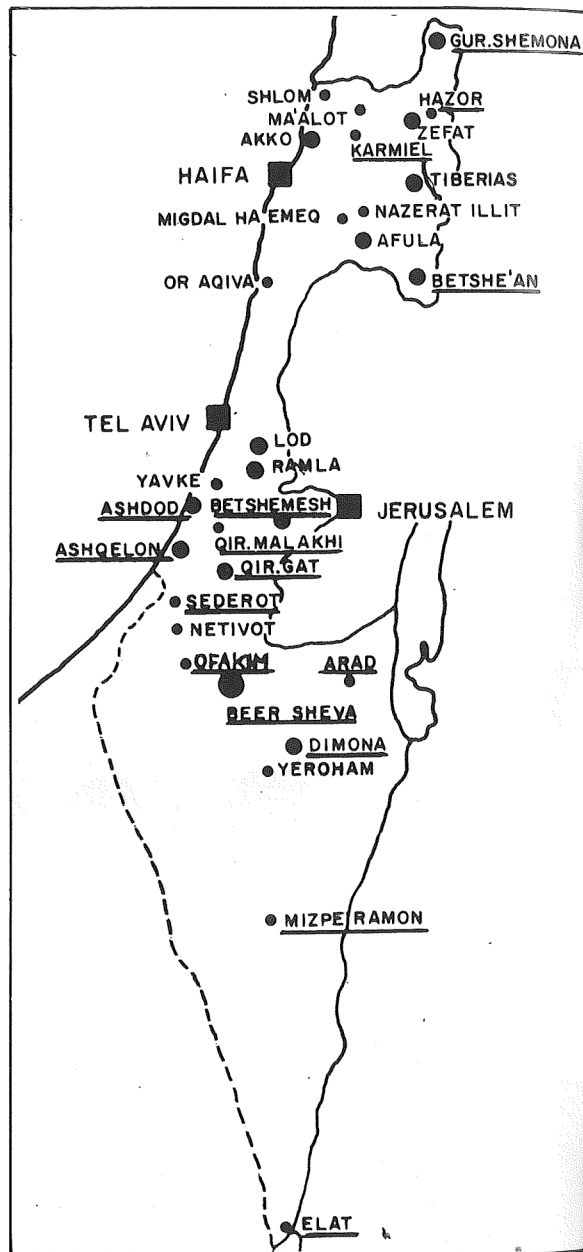 GUR.SHEMONA
SHLOM
HAZOR
MA'ALOT
ZEFAT
AKKO
KARMIEL
HAIFA
TIBERIAS
NAZERAT ILLIT
MIGDAL HA EMEQ
AFULA
OR AQIVA
BETSHE'AN
TEL AVIV
LOD
RAMLA
YAVKE
BETSHEMESH
ASHDOD
JERUSALEM
QIR.MALAKHI
ASHQELON
QIR.GAT
SEDEROT
NETIVOT
OFAKIM
ARAD
BEER SHEVA
DIMONA
YEROHAM
MIZPE RAMON
ELAT